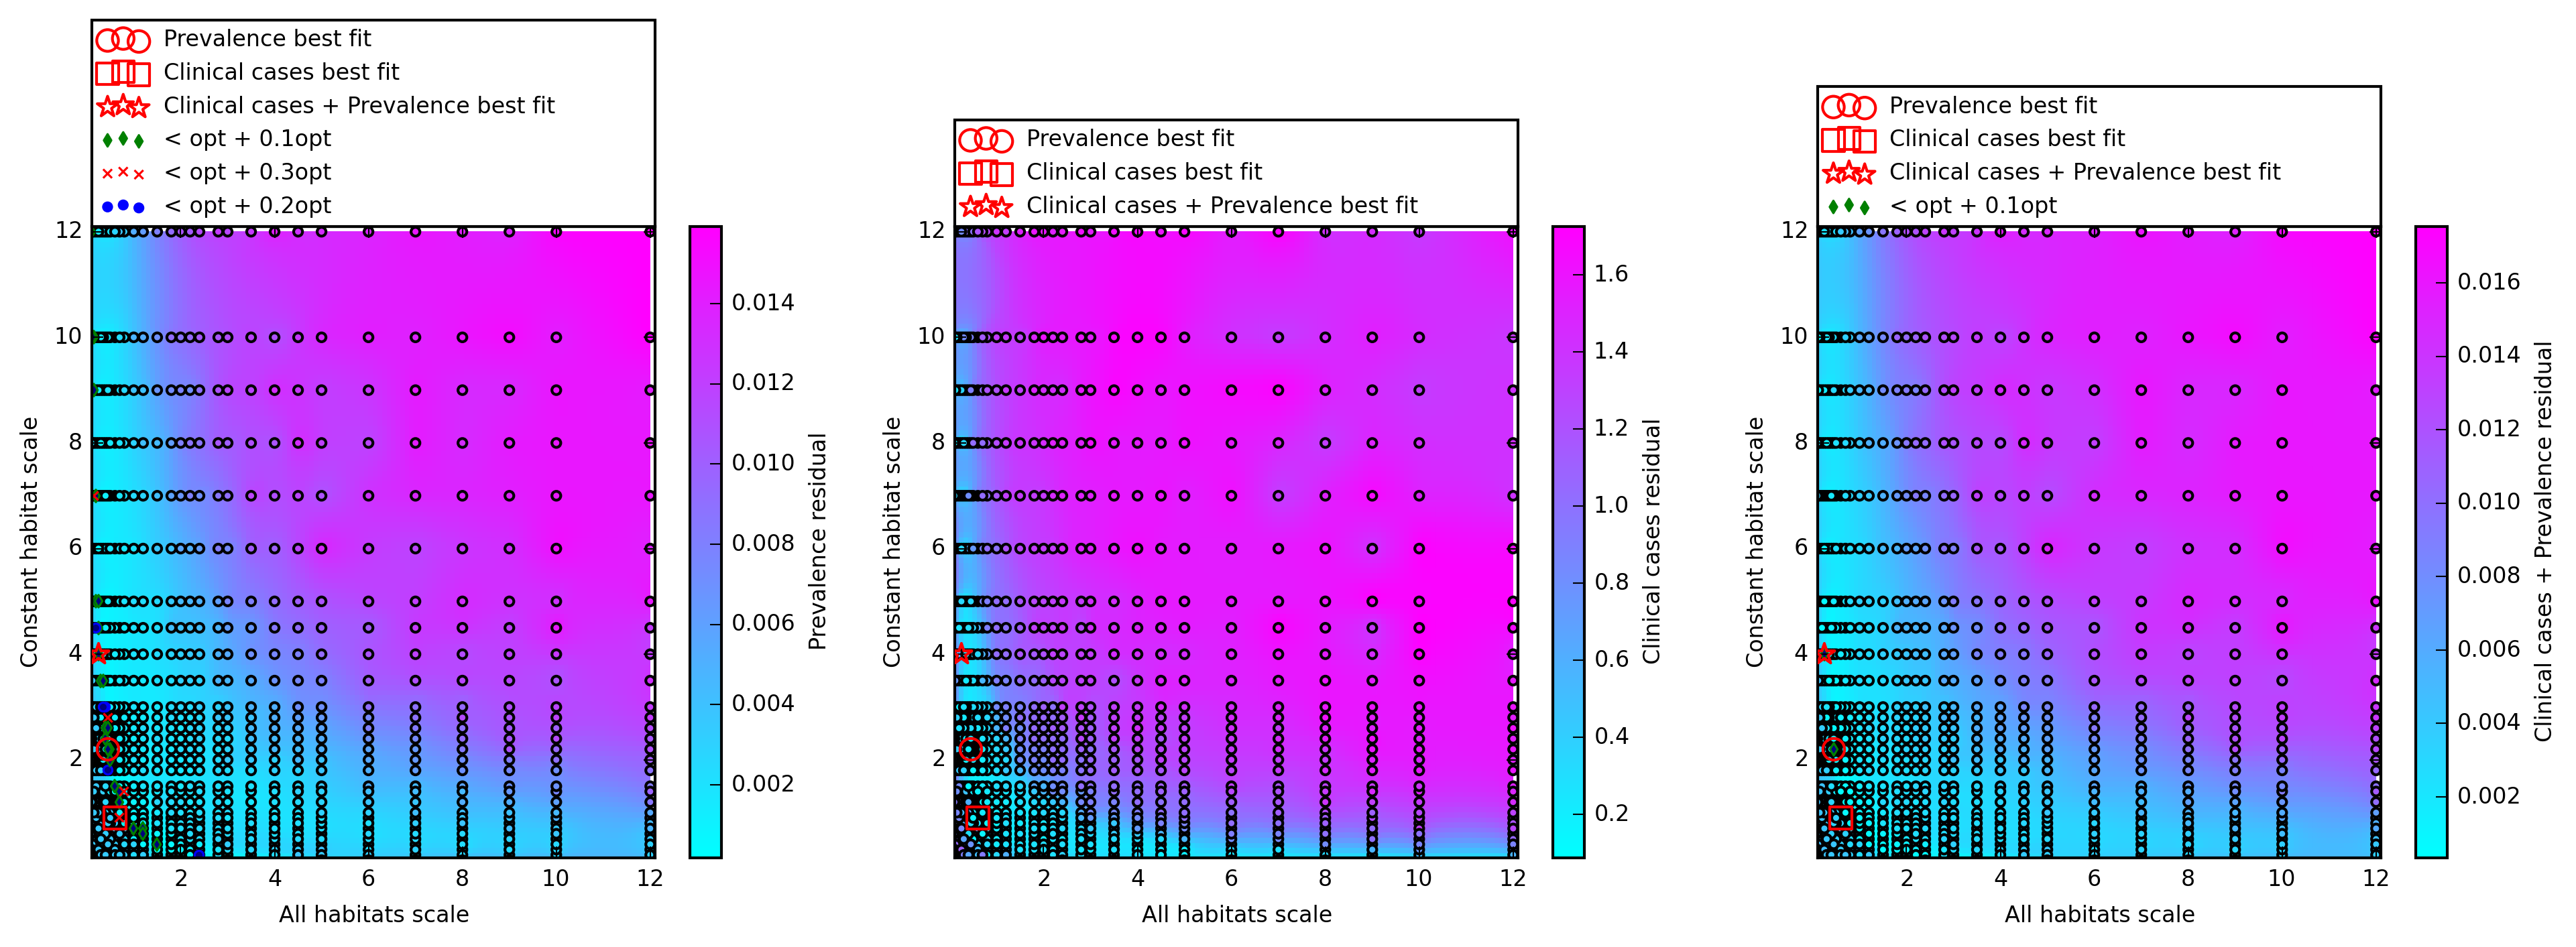 Prevalence best fit
Clinical cases best fit
Clinical cases + Prevalence best fit
< opt + 0.1opt
< opt + 0.3opt
< opt + 0.2opt
12
10
8
6
4
2
Constant habitat scale
2 4 6 8 10 12
All habitats scale
0.014
0.012
0.010
0.008
0.006
0.004
0.002
Prevalence residual
Prevalence best fit
Clinical cases best fit
Clinical cases + Prevalence best fit
12
10
8
6
4
2
Constant habitat scale
2 4 6 8 10 12
All habitats scale
1.6
1.4
1.2
1.0
0.8
0.6
0.4
0.2
Clinical cases residual
Prevalence best fit
Clinical cases best fit
Clinical cases + Prevalence best fit
< opt + 0.1opt
12
10
8
6
4
2
Constant habitat scale
2 4 6 8 10 12
All habitats scale
0.016
0.014
0.012
0.010
0.008
0.006
0.004
0.002
Clinical cases + Prevalence residual